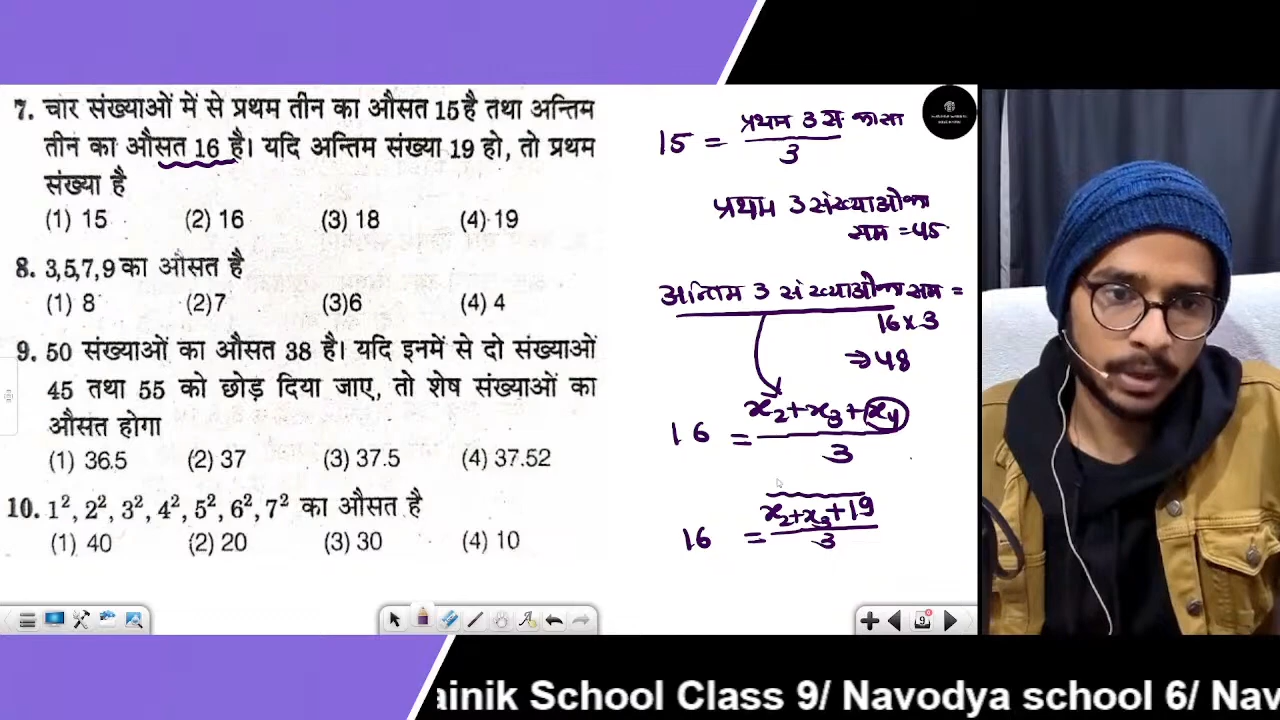 7. चार संख्याओं में से प्रथम तीन का औसत 15 है तथा अन्तिम
तीन का औसत 16 है। यदि अन्तिम संख्या 19 हो, तो प्रथम
संख्या है
(1) 15 (2) 16 (3) 18 (4) 19
8. 3,5,7,9 का औसत है
(1) 8 (2) 7 (3) 6 (4) 4
9. 50 संख्याओं का औसत 38 है। यदि इनमें से दो संख्याओं
45 तथा 55 को छोड़ दिया जाए, तो शेष संख्याओं का
औसत होगा
(1) 36.5 (2) 37 (3) 37.5 (4) 37.52
10. 1², 2², 3², 4², 5², 6², 7² का औसत है
(1) 40 (2) 20 (3) 30 (4) 10
प्रथम 3
15 = 3
प्रथम 3 संख्याओ का
सम = 45
अन्तिम 3 संख्याओ का सम =
16 x 3
⇒ 48
x₂+x₃+x₄
16 =
3
x₂+x₃+19
16 =
3
9
ainik School Class 9/ Navodya school 6/ Nav